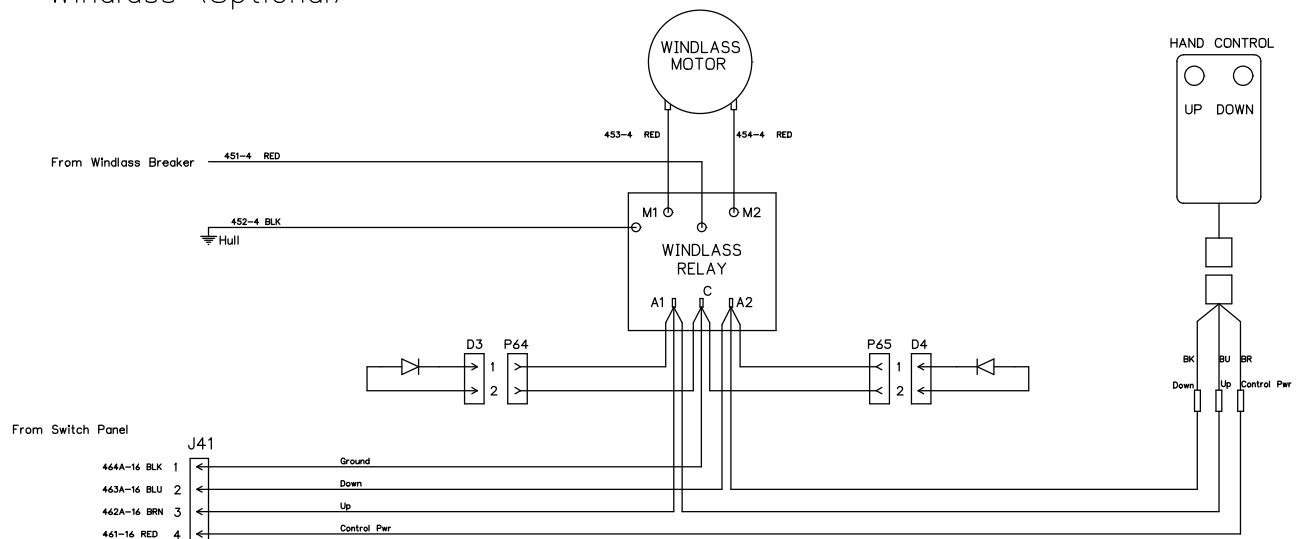 Windlass (Optional)
WINDLASS
MOTOR
HAND CONTROL
UP DOWN
453-4 RED
454-4 RED
From Windlass Breaker
451-4 RED
452-4 BLK
Hull
M1
M2
WINDLASS
RELAY
A1
C
A2
D3
P64
1
2
P65
D4
1
2
BK
BU
BR
Down
Up
Control Pwr
From Switch Panel
J41
464A-16 BLK 1 Ground
463A-16 BLU 2 Down
462A-16 BRN 3 Up
461-16 RED 4 Control Pwr